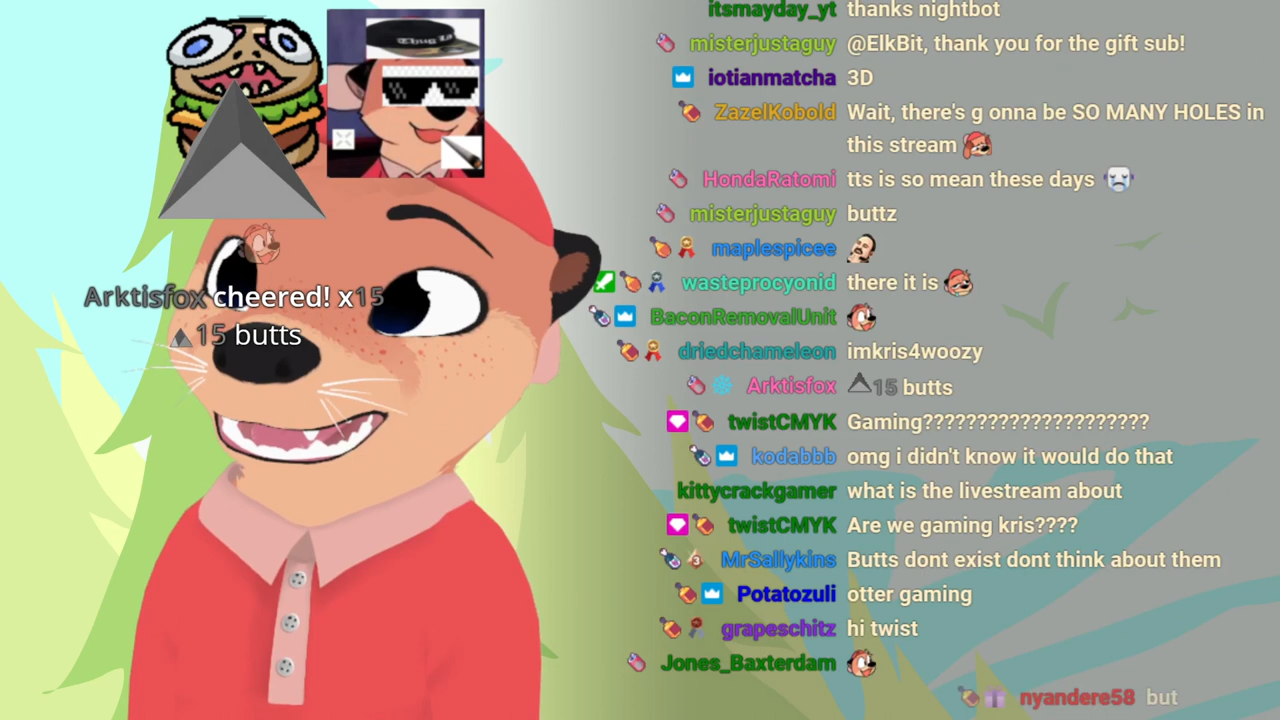 Thug Li
Arktisfox cheered! x15
15 butts
itsmayday_yt thanks nightbot
misterjustaguy @ElkBit, thank you for the gift sub!
iotianmatcha 3D
ZazelKobold Wait, there's g onna be SO MANY HOLES in
this stream
HondaRatomi tts is so mean these days
misterjustaguy buttz
maplespicee
wasteprocyonid there it is
BaconRemovalUnit
driedchameleon imkris4woozy
Arktisfox 15 butts
twistCMYK Gaming?????????????????????
kodabbb omg i didn't know it would do that
kittycrackgamer what is the livestream about
twistCMYK Are we gaming kris????
3 MrSallykins Butts dont exist dont think about them
Potatozuli otter gaming
grapeschitz hi twist
Jones_Baxterdam
nyandere58 but